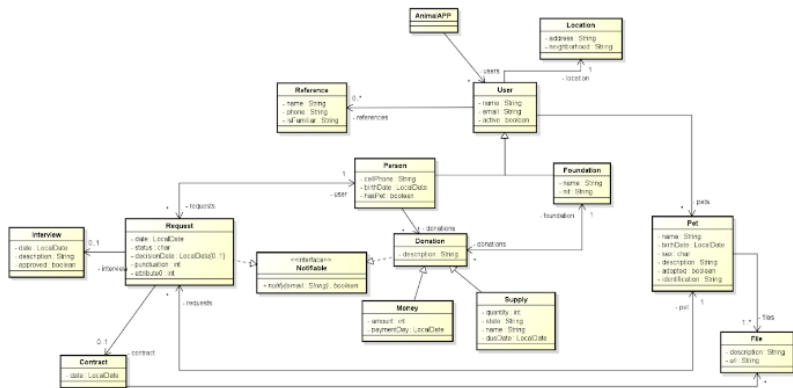 AnimalAPP
Location
- address : String
- neighborhood : String
- users
1
- location
*
Reference
- name : String
- phone : String
- isFamiliar : String
0..*
- references
User
- name : String
- email : String
- active : boolean
Person
- cellPhone : String
- birthDate : LocalDate
- hasPet : boolean
1
- user
Foundation
- name : String
- nit : String
1
- foundation
*
- pets
* - requests
Request
- date : LocalDate
- status : char
- decisionDate : LocalDate[0..1]
- punctuation : int
- attribute0 : int
Interview
- date : LocalDate
- description : String
- approved : boolean
0..1
- interview
<<interface>>
Notifiable
+ notify(email : String) : boolean
- donations
*
Donation
- description : String
* - donations
Pet
- name : String
- birthDate : LocalDate
- sex : char
- description : String
- adopted : boolean
- identification : String
Money
- amount : int
- paymentDay : LocalDate
Supply
- quantity : int
- state : String
- name : String
- dueDate : LocalDate
* - requests
1
- pet
- files
1..*
File
- description : String
- url : String
*
0..1
- contract
Contract
- date : LocalDate